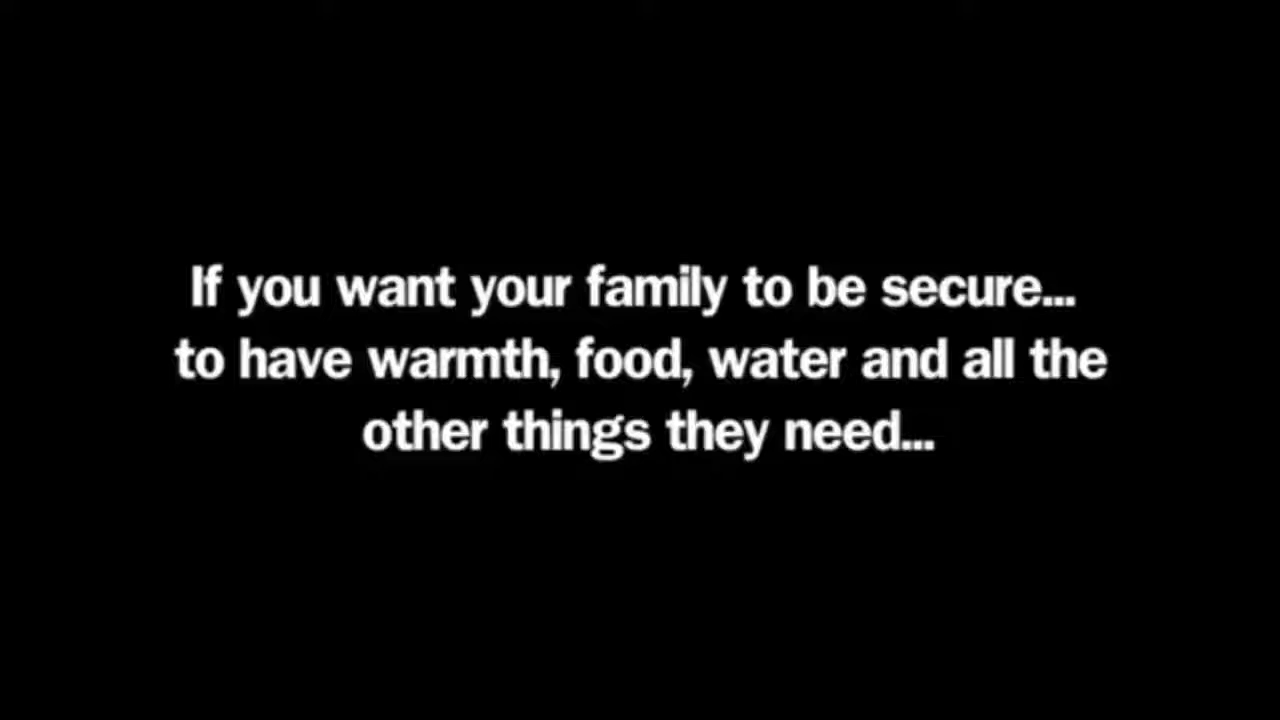 If you want your family to be secure...
to have warmth, food, water and all the
other things they need...